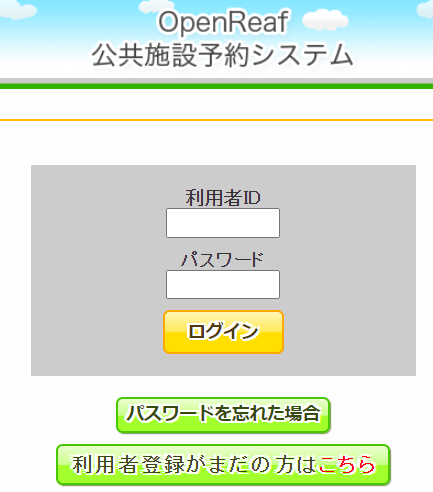 OpenReaf
公共施設予約システム
利用者ID
パスワード
ログイン
パスワードを忘れた場合
利用者登録がまだの方はこちら